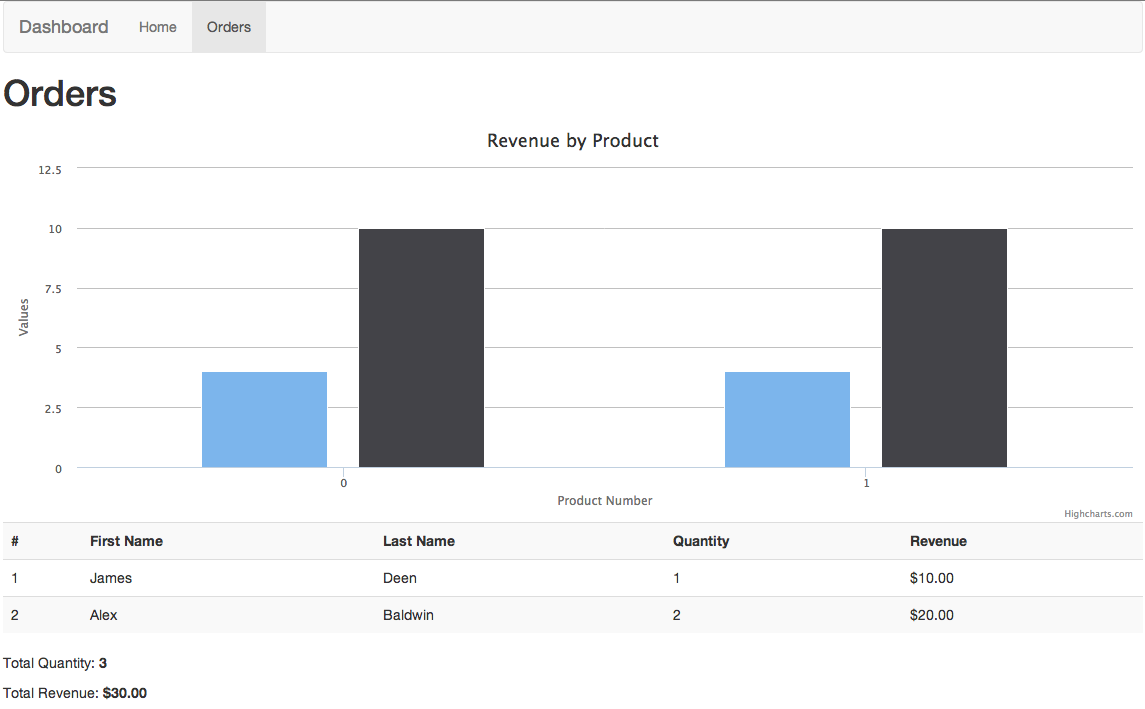 Dashboard Home Orders
Orders
Revenue by Product
12.5
10
7.5
5
2.5
0
Values
0 1
Product Number
Highcharts.com
# First Name Last Name Quantity Revenue
1 James Deen 1 $10.00
2 Alex Baldwin 2 $20.00
Total Quantity: 3
Total Revenue: $30.00